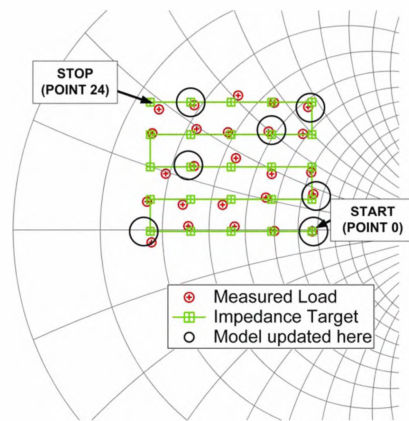 STOP
(POINT 24)
START
(POINT 0)
Measured Load
Impedance Target
Model updated here